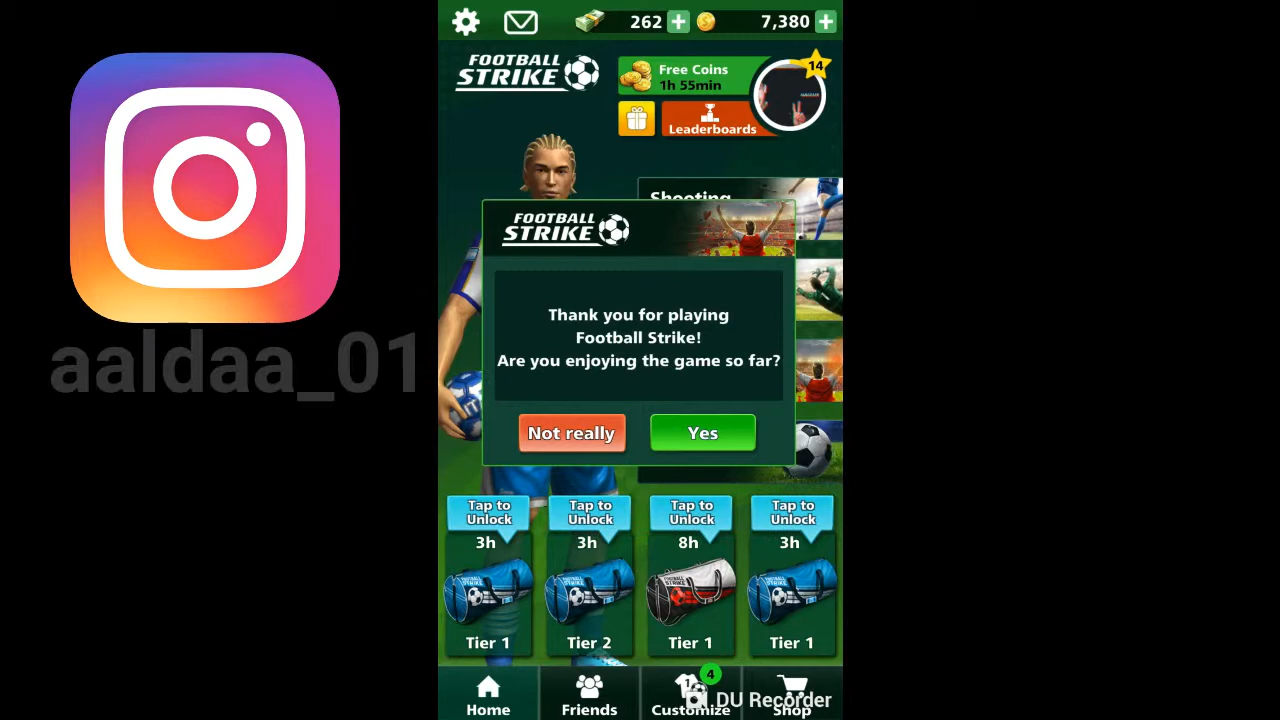 262
7,380
FOOTBALL
STRIKE
Free Coins
1h 55min
14
Leaderboards
Shooting
FOOTBALL
STRIKE
Thank you for playing
Football Strike!
Are you enjoying the game so far?
Not really
Yes
aaldaa_01
Tap to
Unlock
3h
Tier 1
Tap to
Unlock
3h
Tier 2
Tap to
Unlock
8h
Tier 1
Tap to
Unlock
3h
Tier 1
Home
Friends
4
1
Customize
Shop
DU Recorder